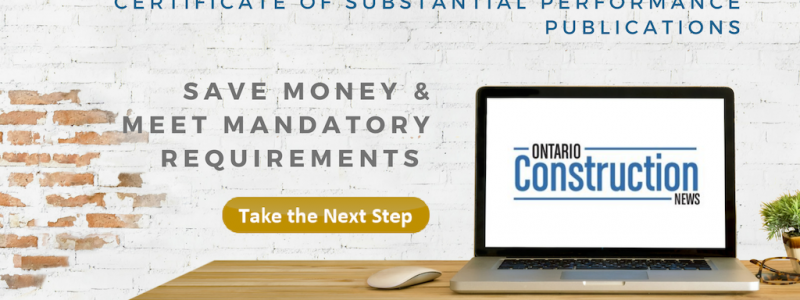 CERTIFICATE OF SUBSTANTIAL PERFORMANCE
PUBLICATIONS
SAVE MONEY &
MEET MANDATORY
REQUIREMENTS
Take the Next Step
ONTARIO
Construction
NEWS